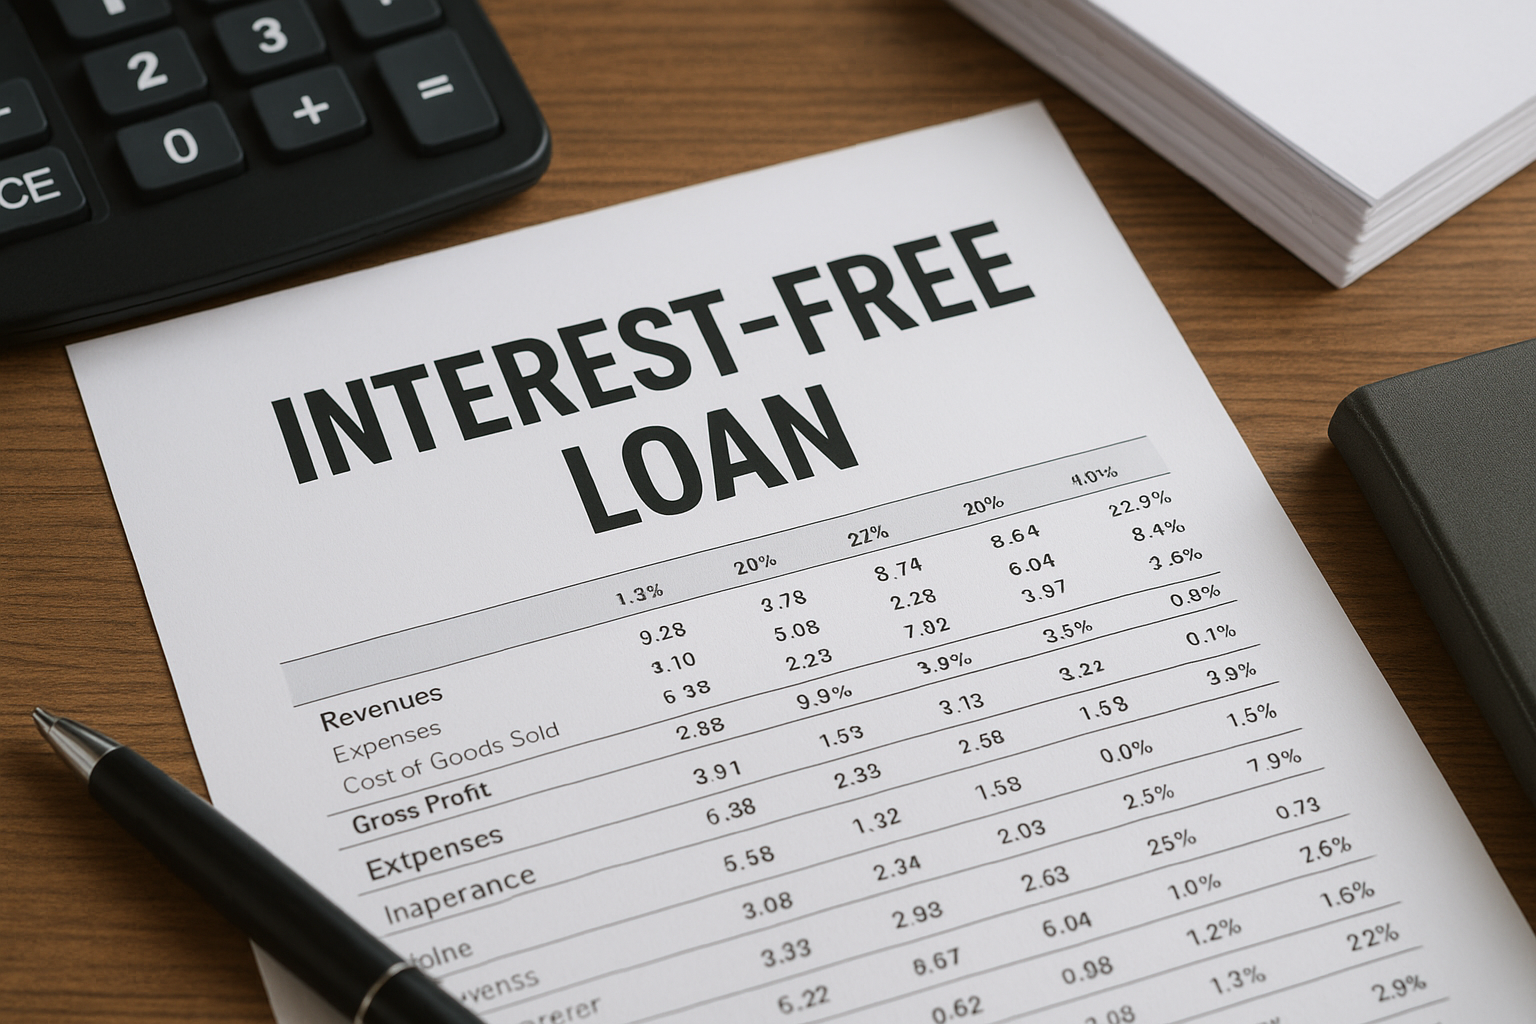 2
3
0
+
=
CE
INTEREST-FREE
LOAN
1.3% 20% 27% 20% 4.0%
Revenues 9.28 3.78 8.74 8.64 22.9%
Expenses 3.10 5.08 2.28 6.04 8.4%
Cost of Goods Sold 6 38 2.23 7.02 3.97 3.6%
Gross Profit 2.88 9.9% 3.9% 3.5% 0.9%
Extpenses 3.91 1.53 3.13 3.22 0.1%
Inaperance 6.38 2.33 2.58 1.58 3.9%
5.58 1.32 1.58 0.0% 1.5%
3.08 2.34 2.03 2.5% 7.9%
3.33 2.93 2.63 25% 0.73
6.22 8.67 6.04 1.0% 2.6%
0.62 0.98 1.2% 1.6%
1.3% 22%
2.9%